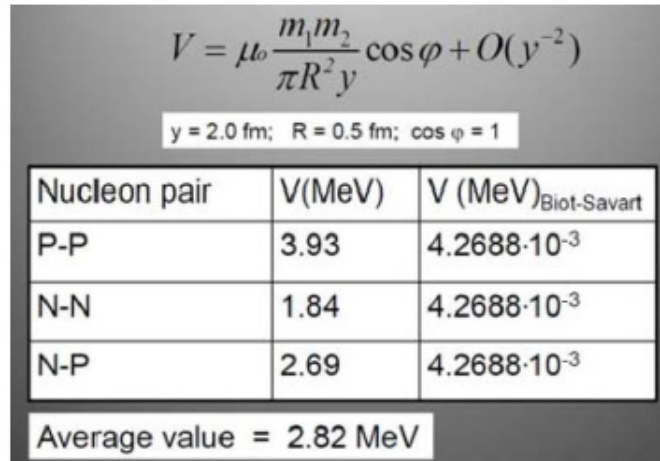 V = μₒ m₁m₂ / πR²y cos φ + O(y⁻²)
y = 2.0 fm; R = 0.5 fm; cos φ = 1
Nucleon pair V(MeV) V (MeV)Biot-Savart
P-P 3.93 4.2688·10⁻³
N-N 1.84 4.2688·10⁻³
N-P 2.69 4.2688·10⁻³
Average value = 2.82 MeV